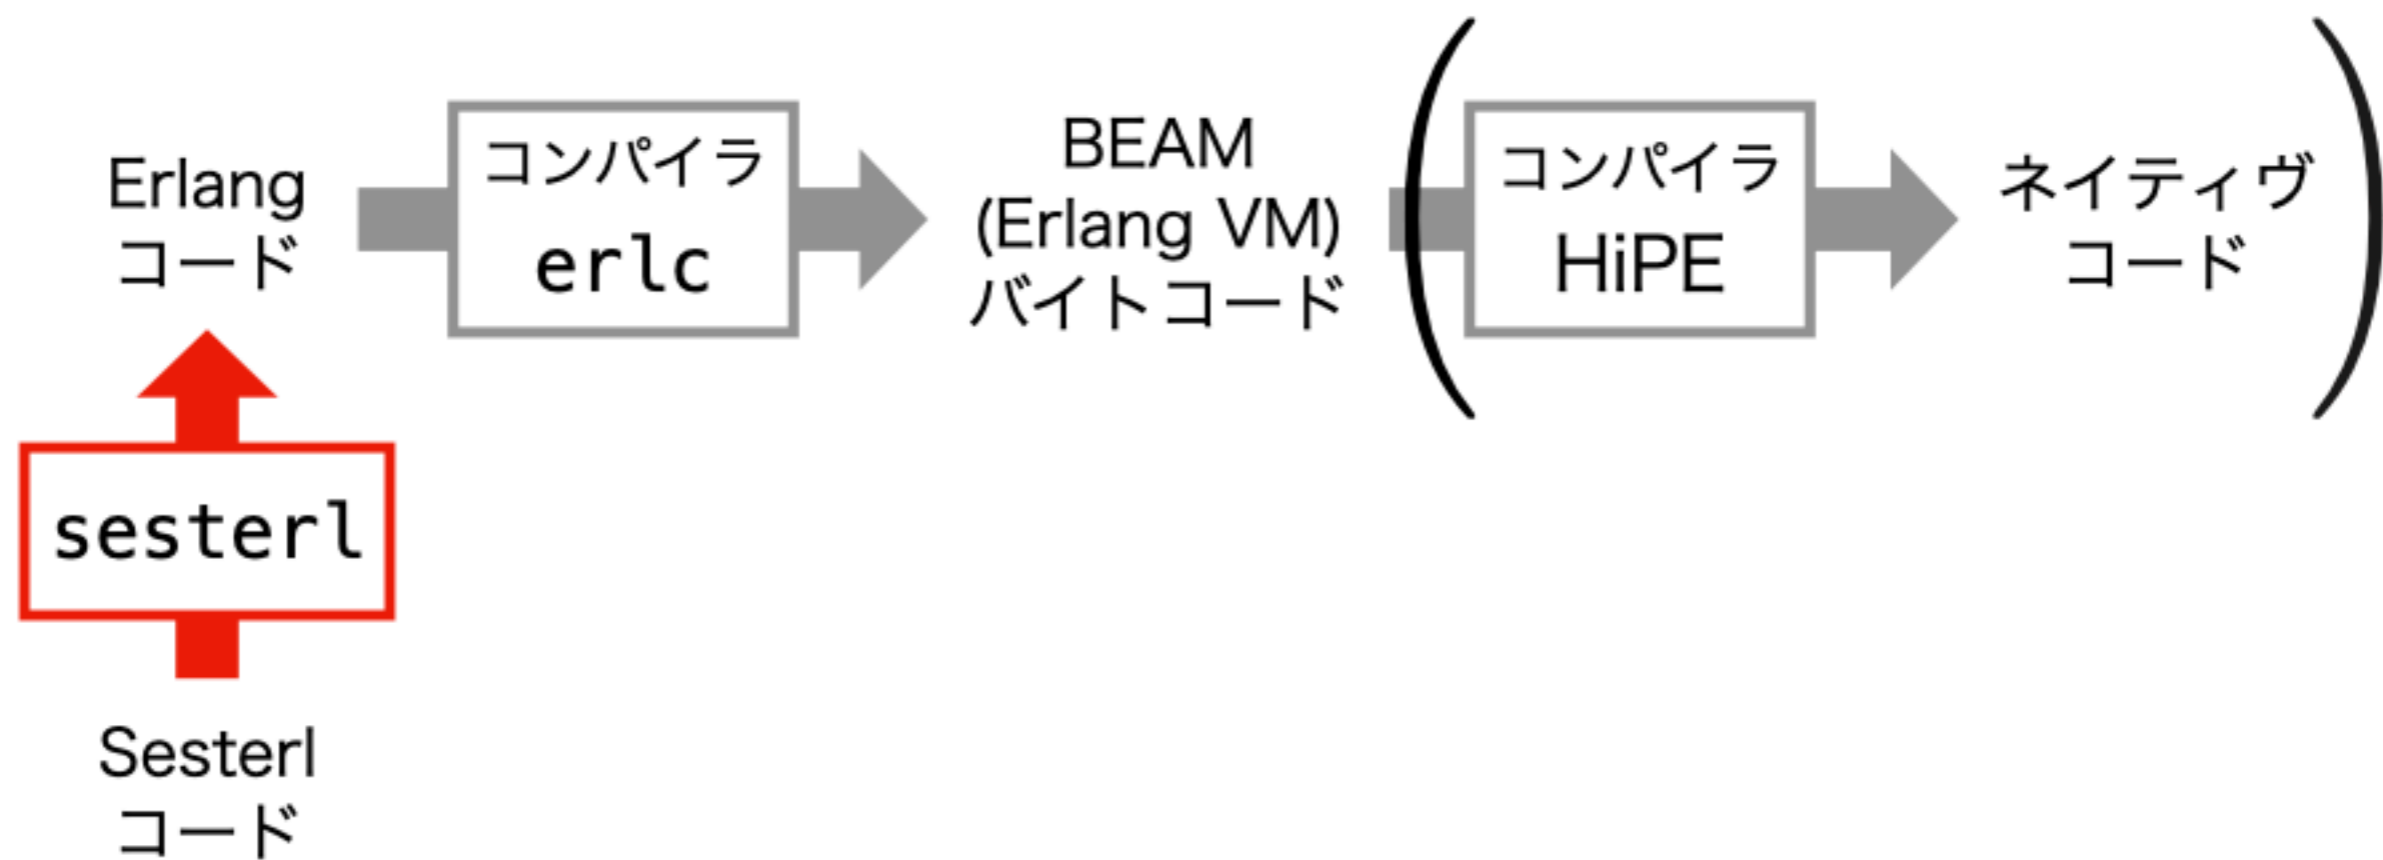 Erlang
コード
コンパイラ
erlc
BEAM
(Erlang VM)
バイトコード
(
コンパイラ
HiPE
ネイティヴ
コード
)
sesterl
Sesterl
コード